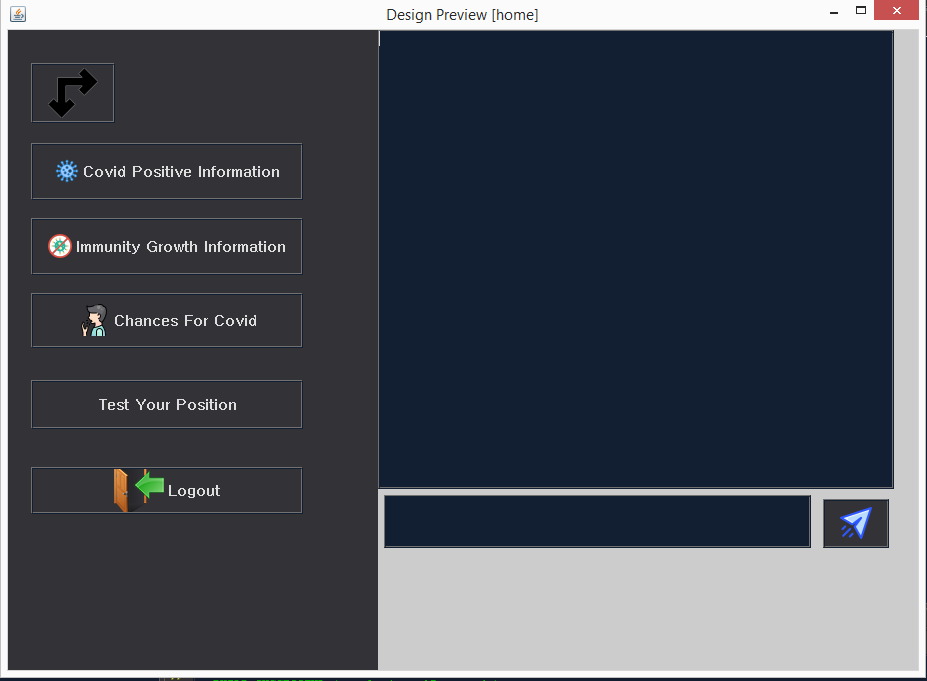 Design Preview [home]
Covid Positive Information
Immunity Growth Information
Chances For Covid
Test Your Position
Logout